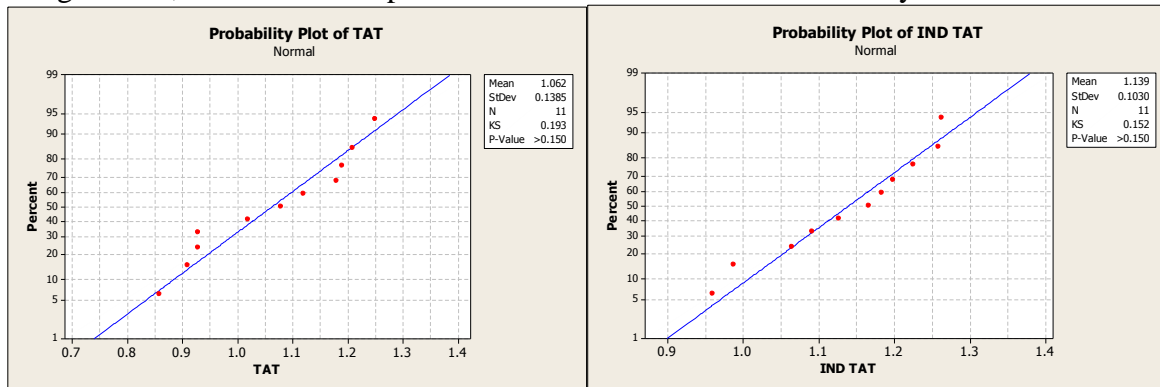 Probability Plot of TAT
Normal
99
95
90
80
70
60
50
40
30
20
10
5
1
Percent
0.7 0.8 0.9 1.0 1.1 1.2 1.3 1.4
TAT
Mean 1.062
StDev 0.1385
N 11
KS 0.193
P-Value >0.150
Probability Plot of IND TAT
Normal
99
95
90
80
70
60
50
40
30
20
10
5
1
Percent
0.9 1.0 1.1 1.2 1.3 1.4
IND TAT
Mean 1.139
StDev 0.1030
N 11
KS 0.152
P-Value >0.150